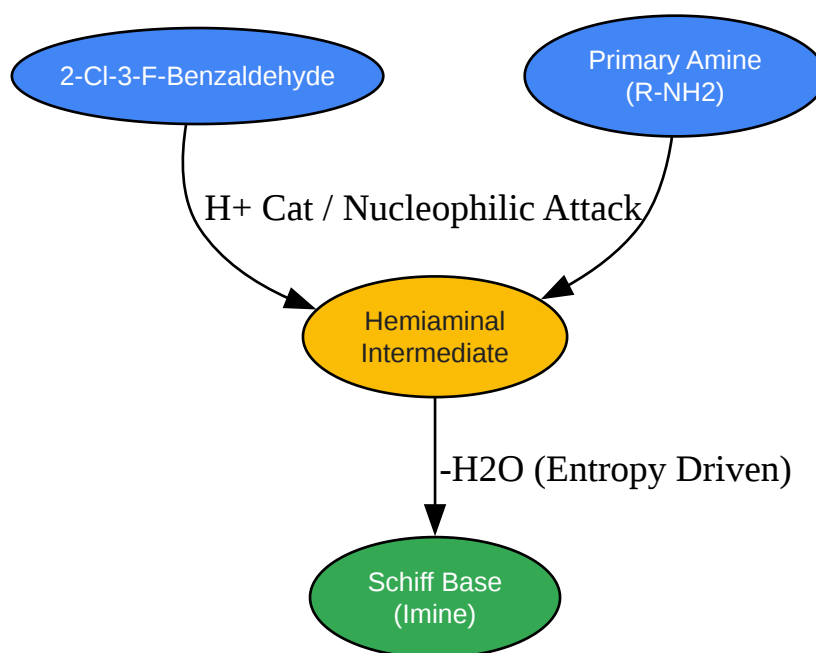 2-Cl-3-F-Benzaldehyde
Primary Amine
(R-NH2)
H+ Cat / Nucleophilic Attack
Hemiaminal
Intermediate
-H2O (Entropy Driven)
Schiff Base
(Imine)